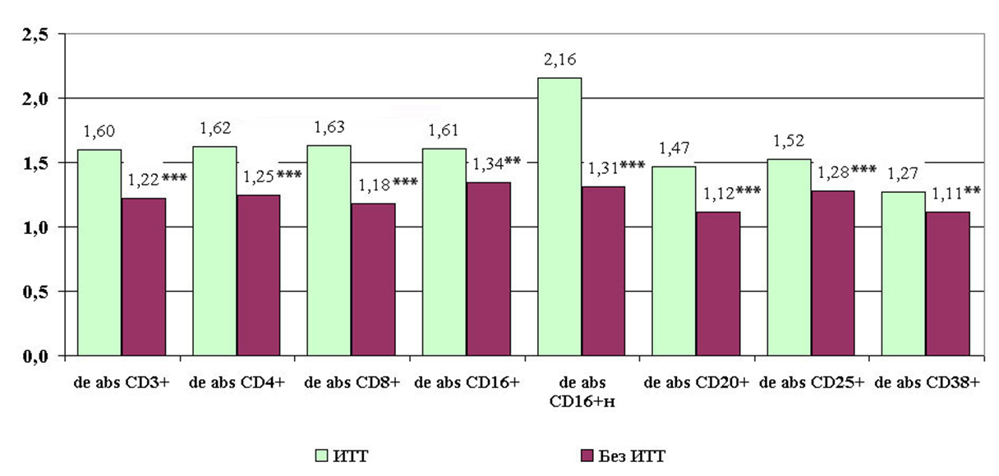 2,5
2,0
1,5
1,0
0,5
0,0
1,60
1,22***
1,62
1,25***
1,63
1,18***
1,61
1,34**
2,16
1,31***
1,47
1,12***
1,52
1,28***
1,27
1,11**
de abs CD3+
de abs CD4+
de abs CD8+
de abs CD16+
de abs
CD16+н
de abs CD20+
de abs CD25+
de abs CD38+
ИТТ
Без ИТТ